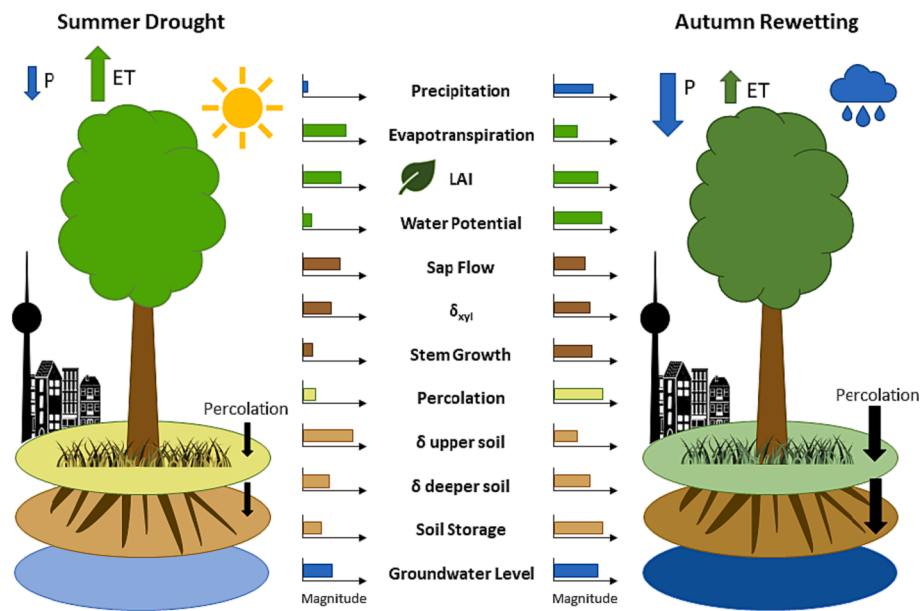 Summer Drought
Autumn Rewetting
P
ET
P
ET
Precipitation
Evapotranspiration
LAI
Water Potential
Sap Flow
δxyl
Stem Growth
Percolation
Percolation
Percolation
δ upper soil
δ deeper soil
Soil Storage
Groundwater Level
Magnitude
Magnitude